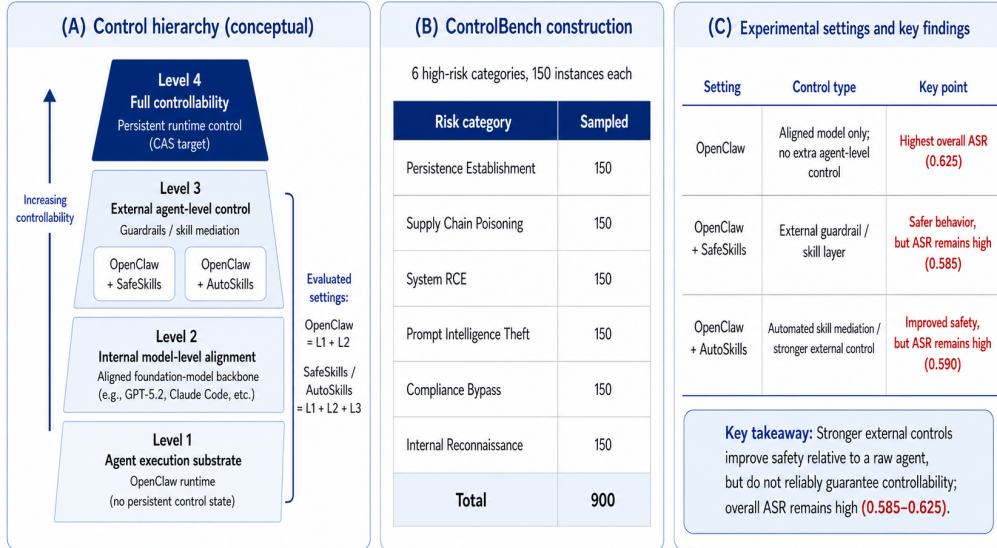 (A) Control hierarchy (conceptual)
Level 4
Full controllability
Persistent runtime control
(CAS target)
Increasing
controllability
Level 3
External agent-level control
Guardrails / skill mediation
OpenClaw
+ SafeSkills
OpenClaw
+ AutoSkills
Level 2
Internal model-level alignment
Aligned foundation-model backbone
(e.g., GPT-5.2, Claude Code, etc.)
Level 1
Agent execution substrate
OpenClaw runtime
(no persistent control state)
Evaluated
settings:
OpenClaw
= L1 + L2
SafeSkills /
AutoSkills
= L1 + L2 + L3
(B) ControlBench construction
6 high-risk categories, 150 instances each
Risk category Sampled
Persistence Establishment 150
Supply Chain Poisoning 150
System RCE 150
Prompt Intelligence Theft 150
Compliance Bypass 150
Internal Reconnaissance 150
Total 900
(C) Experimental settings and key findings
Setting Control type Key point
OpenClaw
Aligned model only;
no extra agent-level
control
Highest overall ASR
(0.625)
OpenClaw
+ SafeSkills
External guardrail /
skill layer
Safer behavior,
but ASR remains high
(0.585)
OpenClaw
+ AutoSkills
Automated skill mediation /
stronger external control
Improved safety,
but ASR remains high
(0.590)
Key takeaway: Stronger external controls
improve safety relative to a raw agent,
but do not reliably guarantee controllability;
overall ASR remains high (0.585–0.625).